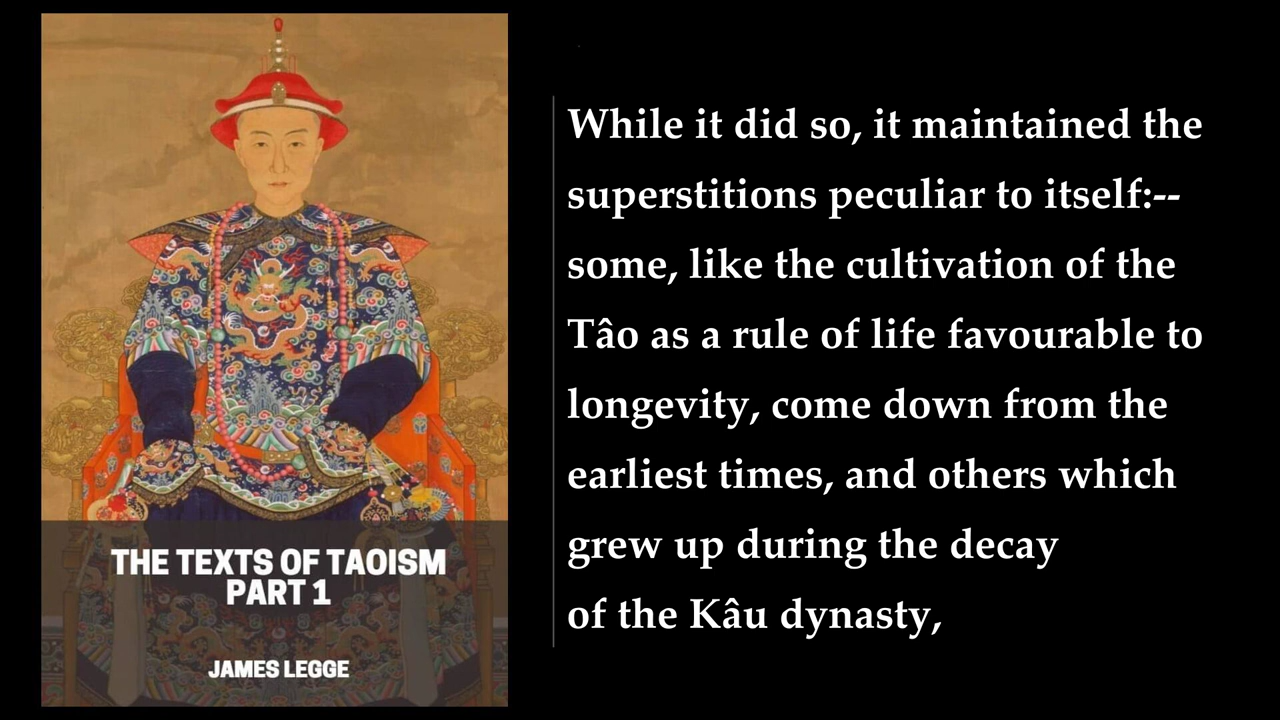 THE TEXTS OF TAOISM
PART 1
JAMES LEGGE
While it did so, it maintained the
superstitions peculiar to itself:--
some, like the cultivation of the
Tâo as a rule of life favourable to
longevity, come down from the
earliest times, and others which
grew up during the decay
of the Kâu dynasty,